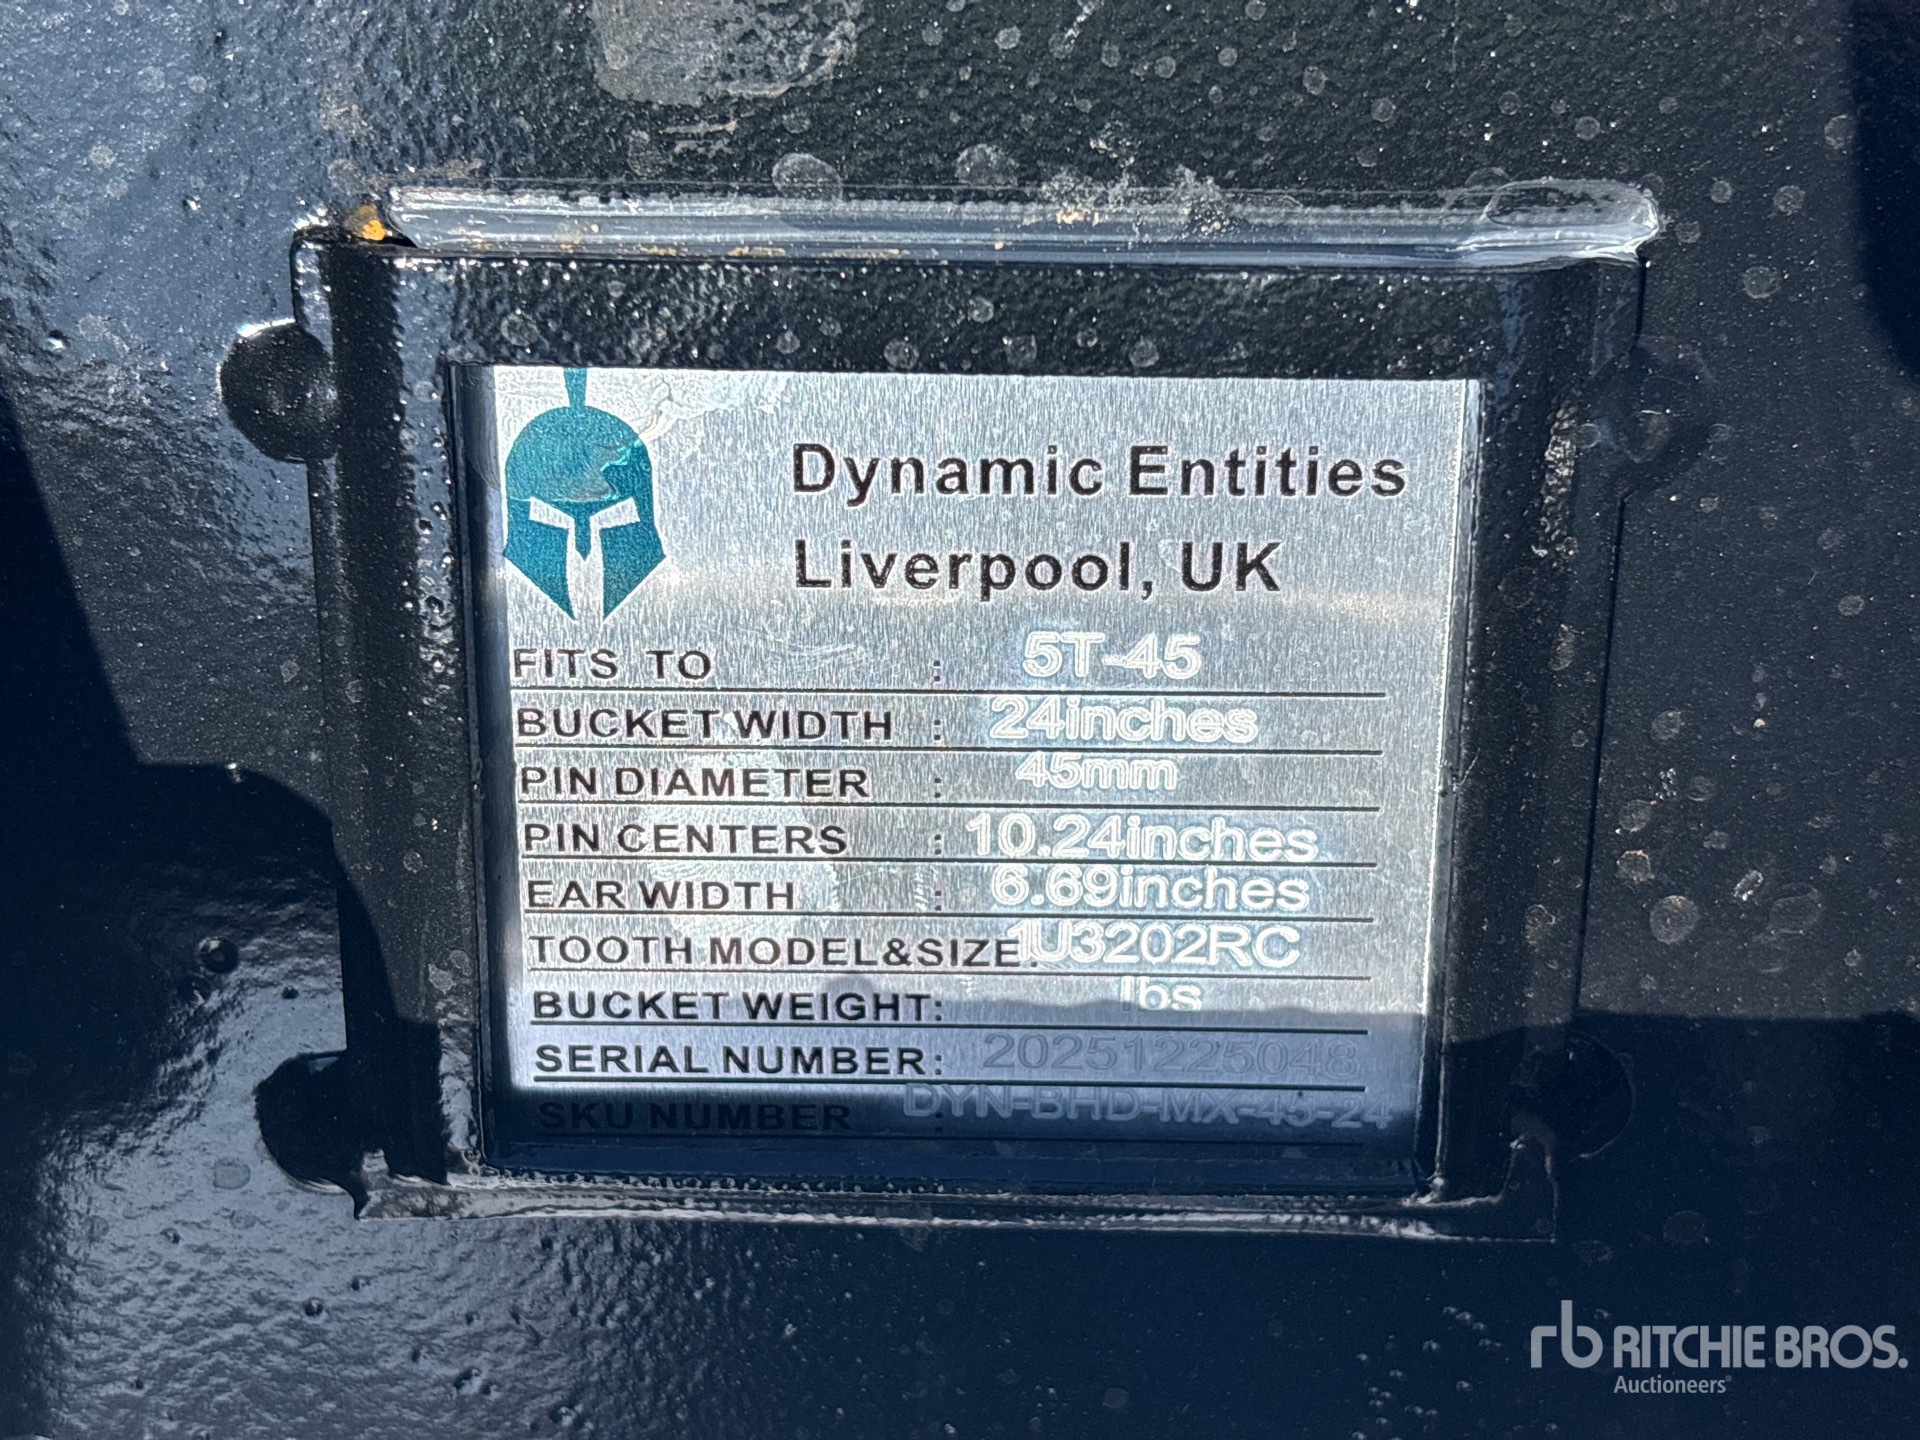 Dynamic Entities
Liverpool, UK
FITS TO : 5T-45
BUCKET WIDTH : 24inches
PIN DIAMETER : 45mm
PIN CENTERS : 10.24inches
EAR WIDTH : 6.69inches
TOOTH MODEL&SIZE: 1U3202RC
BUCKET WEIGHT: lbs
SERIAL NUMBER: 20251225048
SKU NUMBER : DYN-BHD-MX-45-24
rb RITCHIE BROS.
Auctioneers®